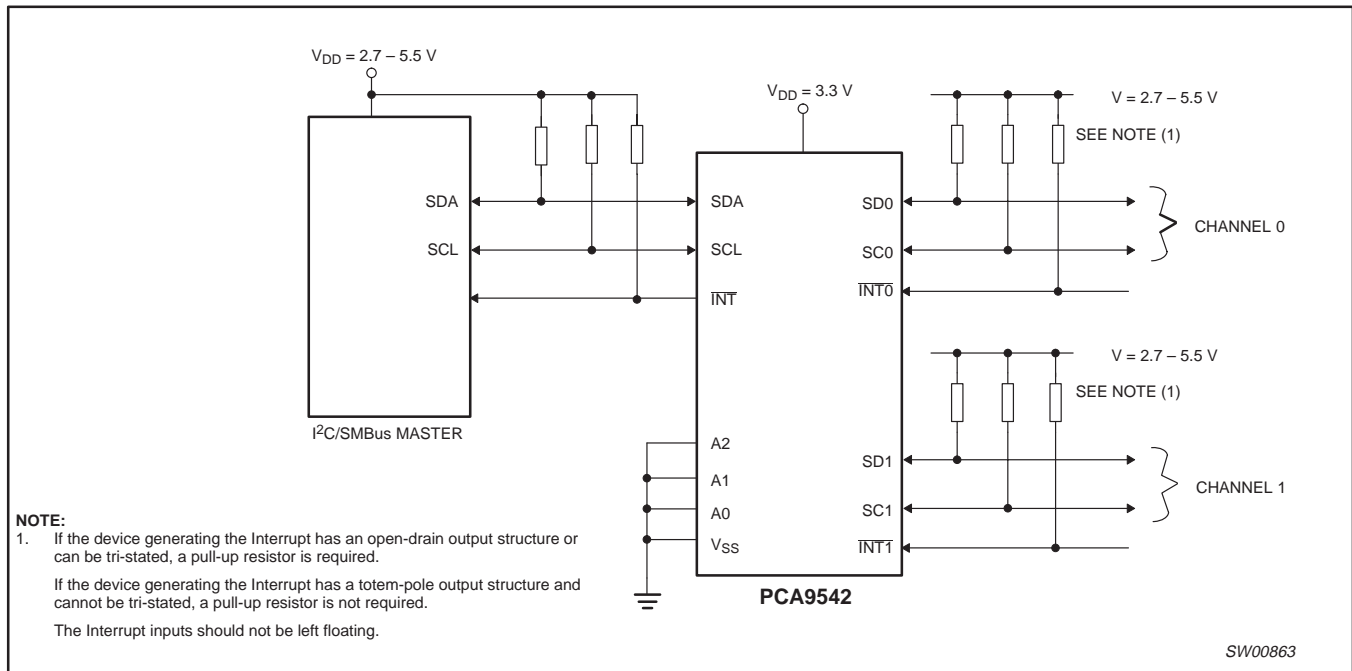 V_DD = 2.7 – 5.5 V
V_DD = 3.3 V
V = 2.7 – 5.5 V
SEE NOTE (1)
SDA
SDA
SD0
CHANNEL 0
SCL
SCL
SC0
I̅N̅T̅
I̅N̅T̅0̅
V = 2.7 – 5.5 V
SEE NOTE (1)
I²C/SMBus MASTER
A2
SD1
A1
CHANNEL 1
SC1
A0
V_SS
I̅N̅T̅1̅
PCA9542
NOTE:
1. If the device generating the Interrupt has an open-drain output structure or
can be tri-stated, a pull-up resistor is required.
If the device generating the Interrupt has a totem-pole output structure and
cannot be tri-stated, a pull-up resistor is not required.
The Interrupt inputs should not be left floating.
SW00863